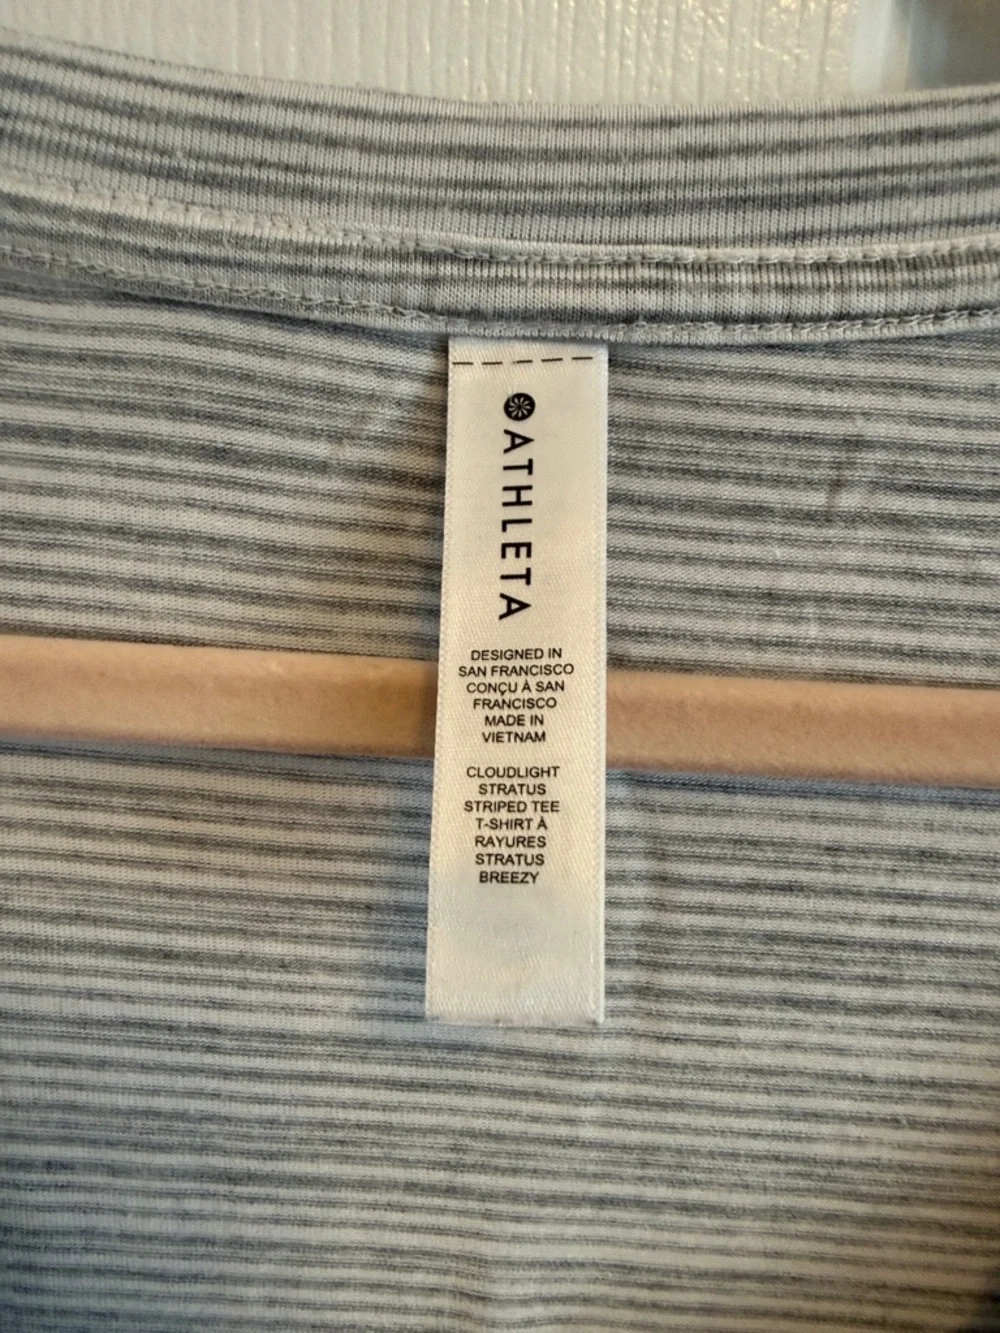 ATHLETA
DESIGNED IN
SAN FRANCISCO
CONÇU À SAN
FRANCISCO
MADE IN
VIETNAM
CLOUDLIGHT
STRATUS
STRIPED TEE
T-SHIRT À
RAYURES
STRATUS
BREEZY